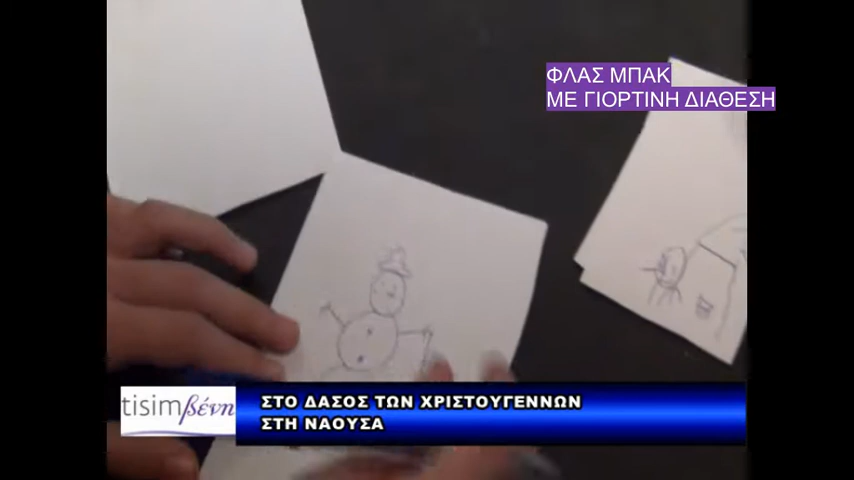 ΦΛΑΣ ΜΠΑΚ
ΜΕ ΓΙΟΡΤΙΝΗ ΔΙΑΘΕΣΗ
tisimβένη
ΣΤΟ ΔΑΣΟΣ ΤΩΝ ΧΡΙΣΤΟΥΓΕΝΝΩΝ
ΣΤΗ ΝΑΟΥΣΑ